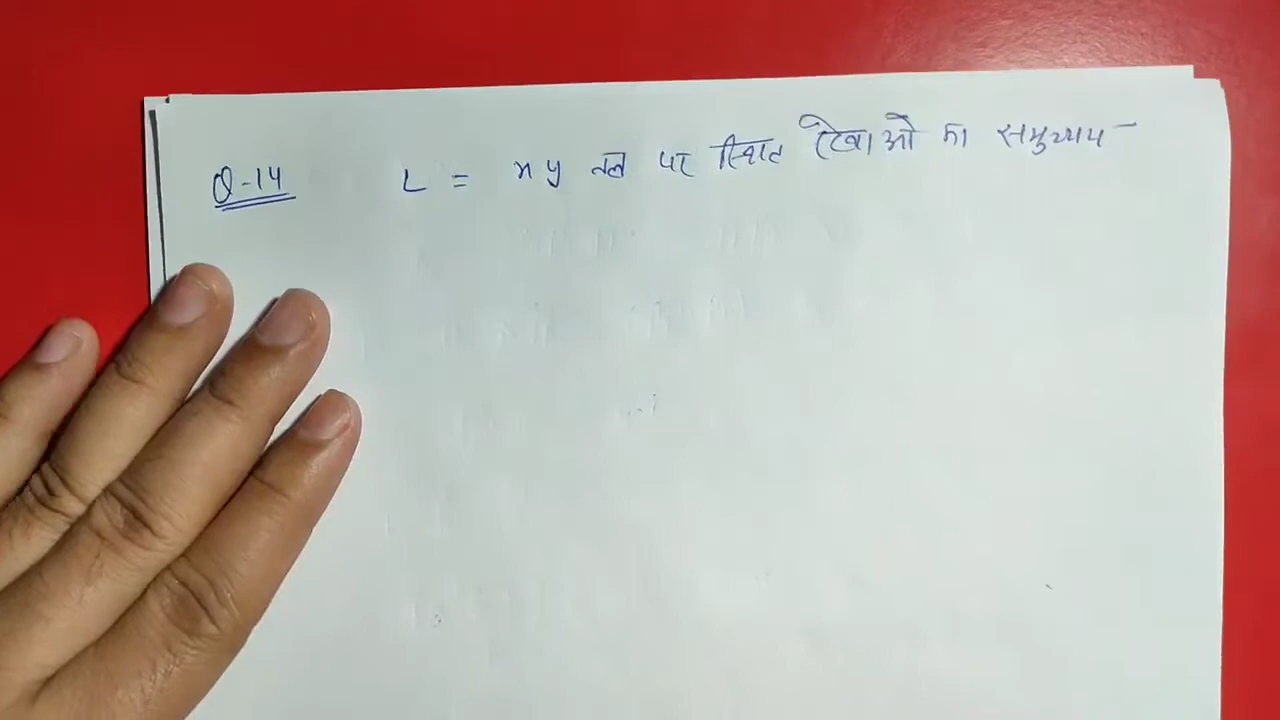 Q-14 L = xy तल पर स्थित रेखाओ का समुच्चय -